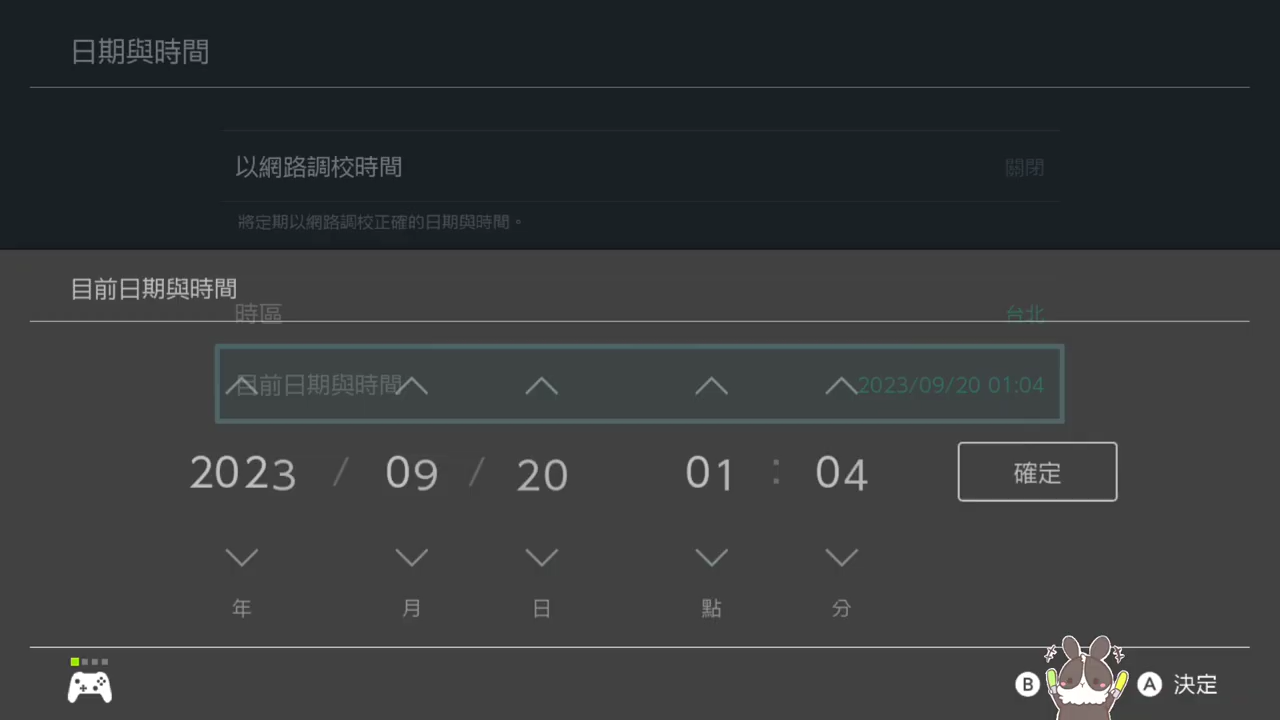 日期與時間
以網路調校時間 關閉
將定期以網路調校正確的日期與時間。
目前日期與時間
時區 台北
目前日期與時間 2023/09/20 01:04
2023 / 09 / 20 01 : 04 確定
年 月 日 點 分
B A 決定